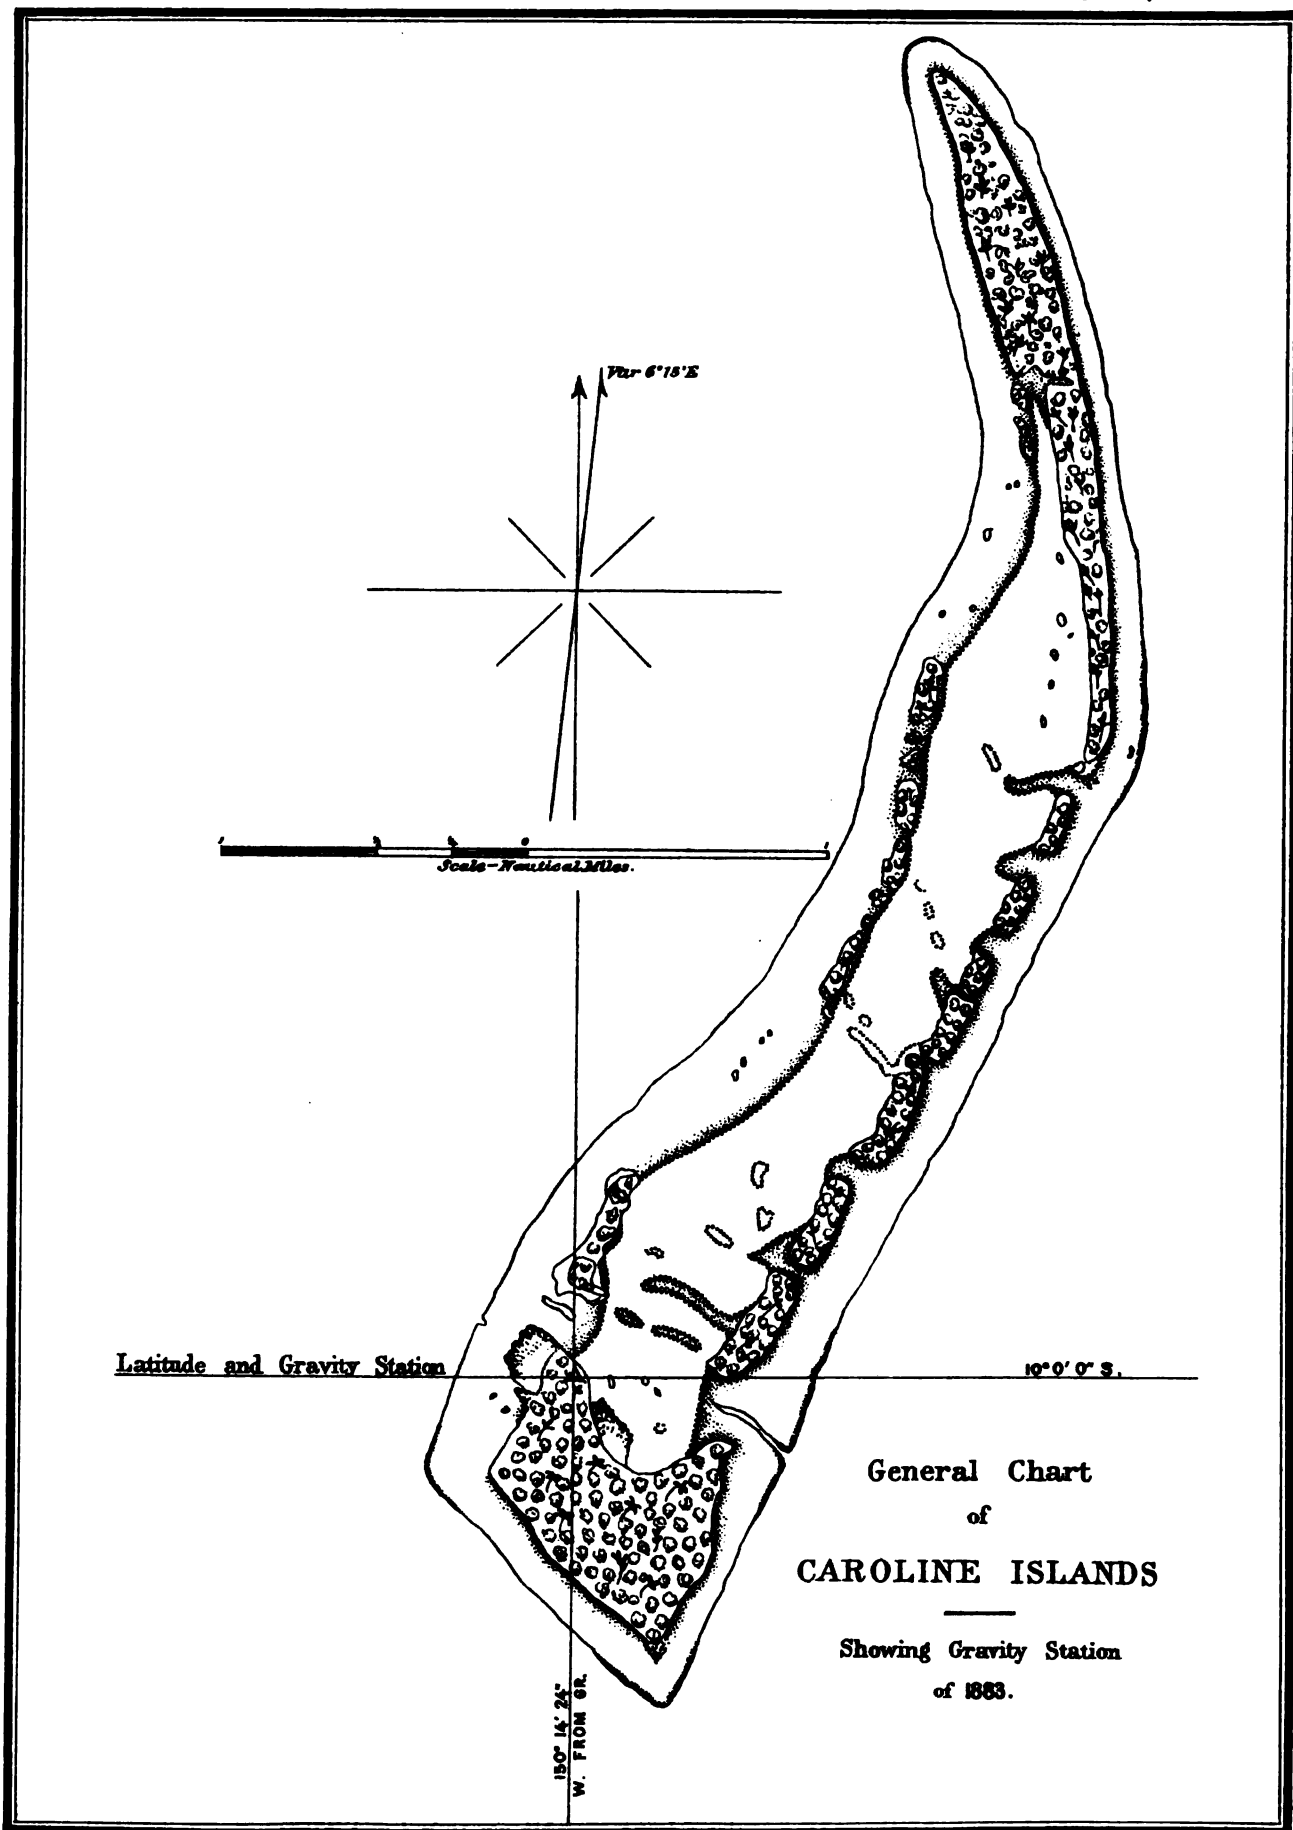 Var 6°15'E
Scale–Nautical Miles.
Latitude and Gravity Station
10° 0' 0" S.
General Chart
of
CAROLINE ISLANDS
Showing Gravity Station
of 1883.
150° 14' 24"
W. FROM GR.